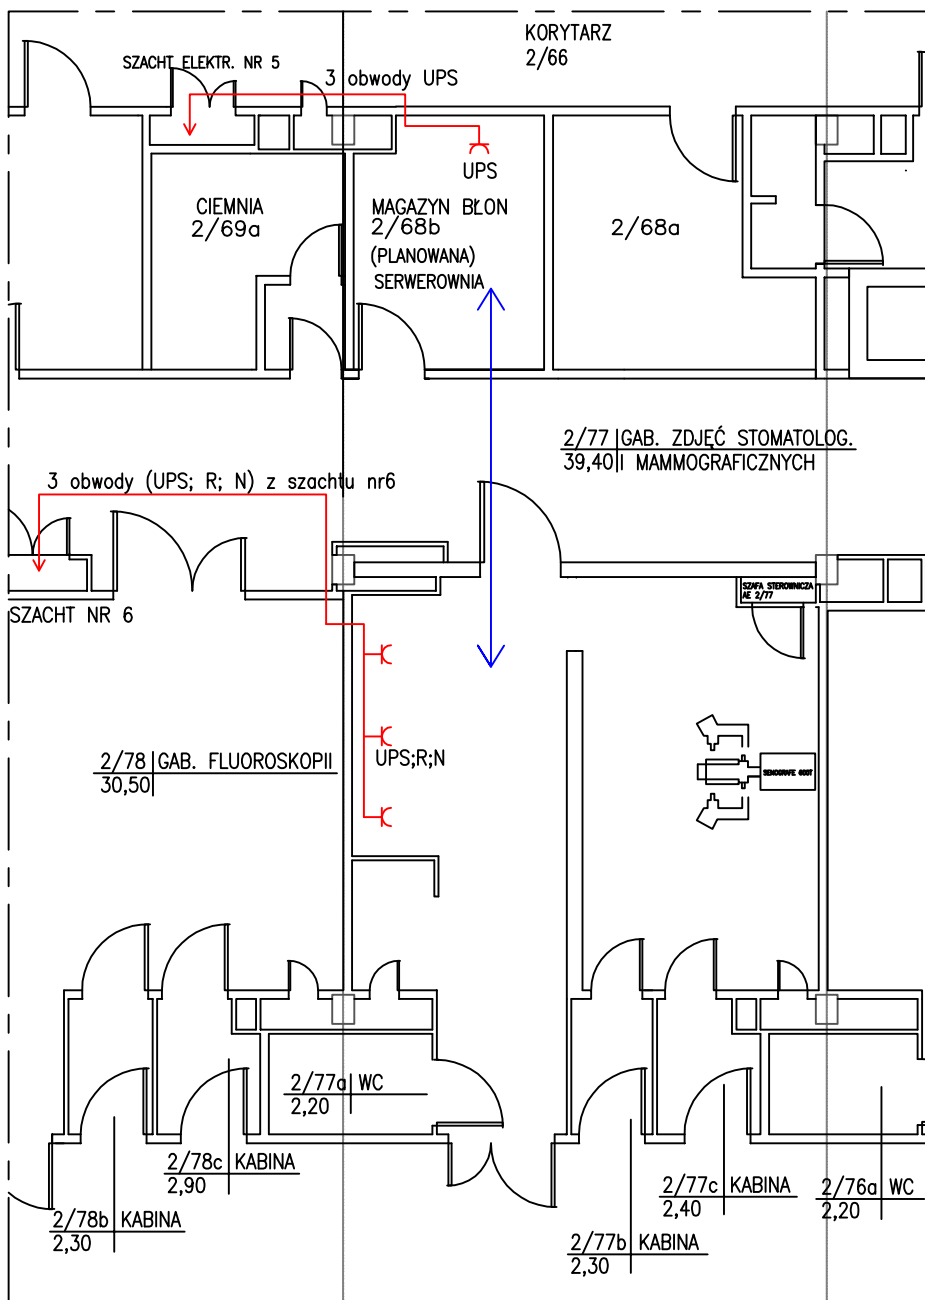 KORYTARZ
2/66
SZACHT ELEKTR. NR 5
3 obwody UPS
UPS
CIEMNIA
2/69a
MAGAZYN BŁON
2/68b
(PLANOWANA)
SERWEROWNIA
2/68a
2/77 GAB. ZDJĘĆ STOMATOLOG.
39,40 I MAMMOGRAFICZNYCH
3 obwody (UPS; R; N) z szachtu nr6
SZACHT NR 6
SZAFA STEROWNICZA
AE 2/77
2/78 GAB. FLUOROSKOPII
30,50
UPS;R;N
SENOGRAFE 600T
2/77a WC
2,20
2/78c KABINA
2,90
2/78b KABINA
2,30
2/77c KABINA
2,40
2/76a WC
2,20
2/77b KABINA
2,30